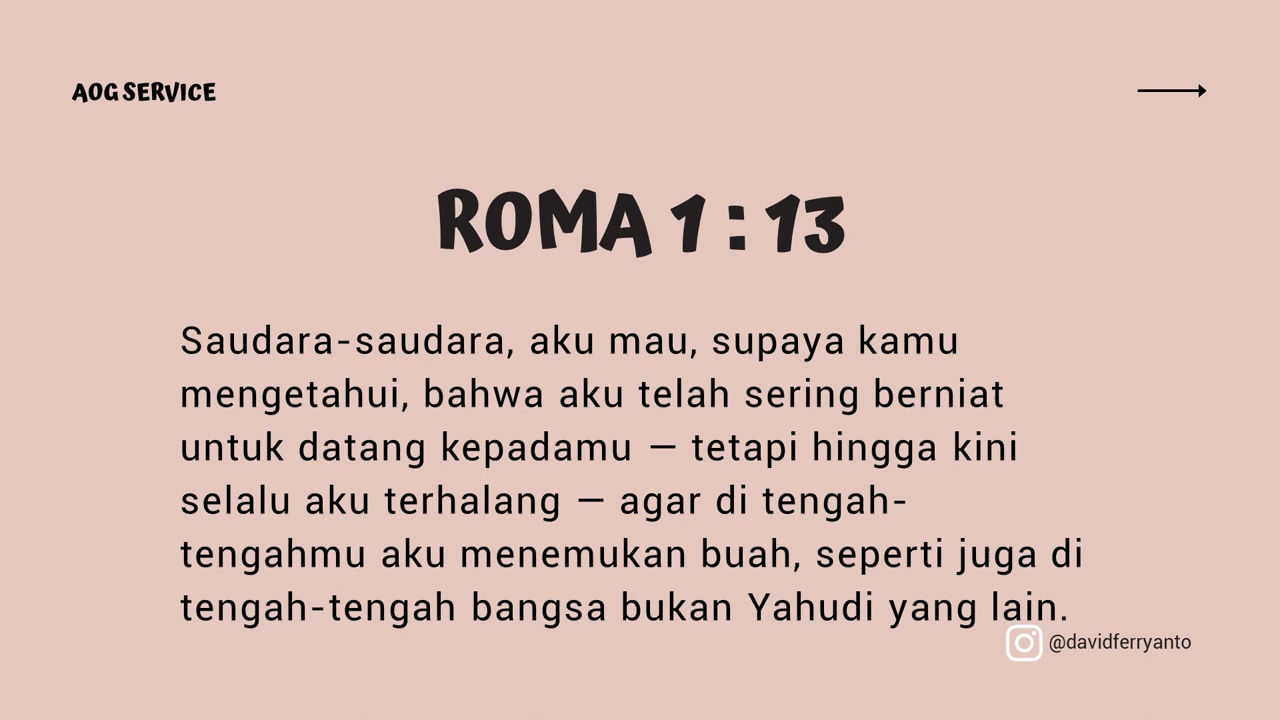 AOG SERVICE
ROMA 1 : 13
Saudara-saudara, aku mau, supaya kamu
mengetahui, bahwa aku telah sering berniat
untuk datang kepadamu — tetapi hingga kini
selalu aku terhalang — agar di tengah-
tengahmu aku menemukan buah, seperti juga di
tengah-tengah bangsa bukan Yahudi yang lain.
@davidferryanto